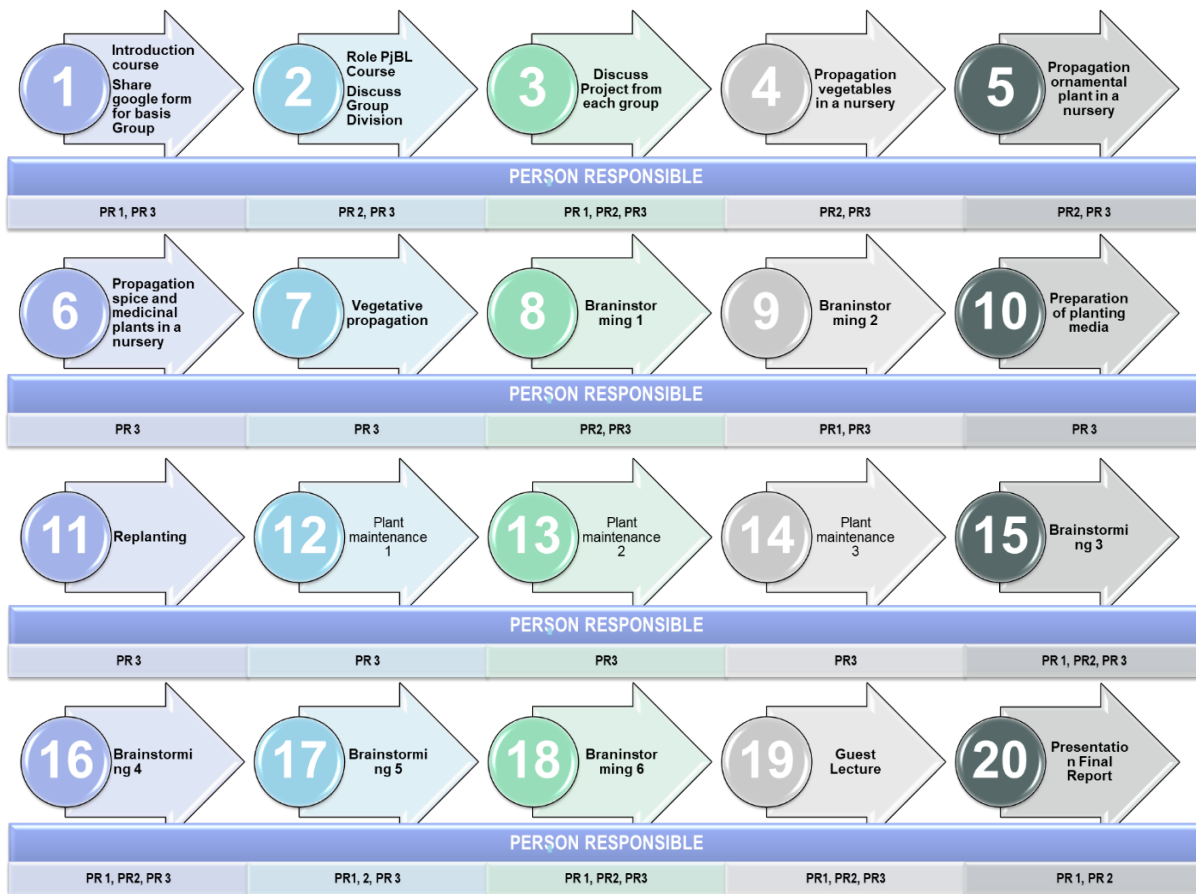 1
Introduction
course
Share
google form
for basis
Group
2
Role PjBL
Course
Discuss
Group
Division
3
Discuss
Project from
each group
4
Propagation
vegetables
in a nursery
5
Propagation
ornamental
plant in a
nursery
PERSON RESPONSIBLE
PR 1, PR 3
PR 2, PR 3
PR 1, PR2, PR3
PR2, PR3
PR2, PR 3
6
Propagation
spice and
medicinal
plants in a
nursery
7
Vegetative
propagation
8
Braninstor
ming 1
9
Braninstor
ming 2
10
Preparation
of planting
media
PERSON RESPONSIBLE
PR 3
PR 3
PR2, PR3
PR1, PR3
PR 3
11
Replanting
12
Plant
maintenance
1
13
Plant
maintenance
2
14
Plant
maintenance
3
15
Brainstormi
ng 3
PERSON RESPONSIBLE
PR 3
PR 3
PR3
PR3
PR 1, PR2, PR 3
16
Brainstormi
ng 4
17
Brainstormi
ng 5
18
Braninstor
ming 6
19
Guest
Lecture
20
Presentatio
n Final
Report
PERSON RESPONSIBLE
PR 1, PR2, PR 3
PR1, 2, PR 3
PR 1, PR2, PR3
PR1, PR2, PR3
PR 1, PR 2